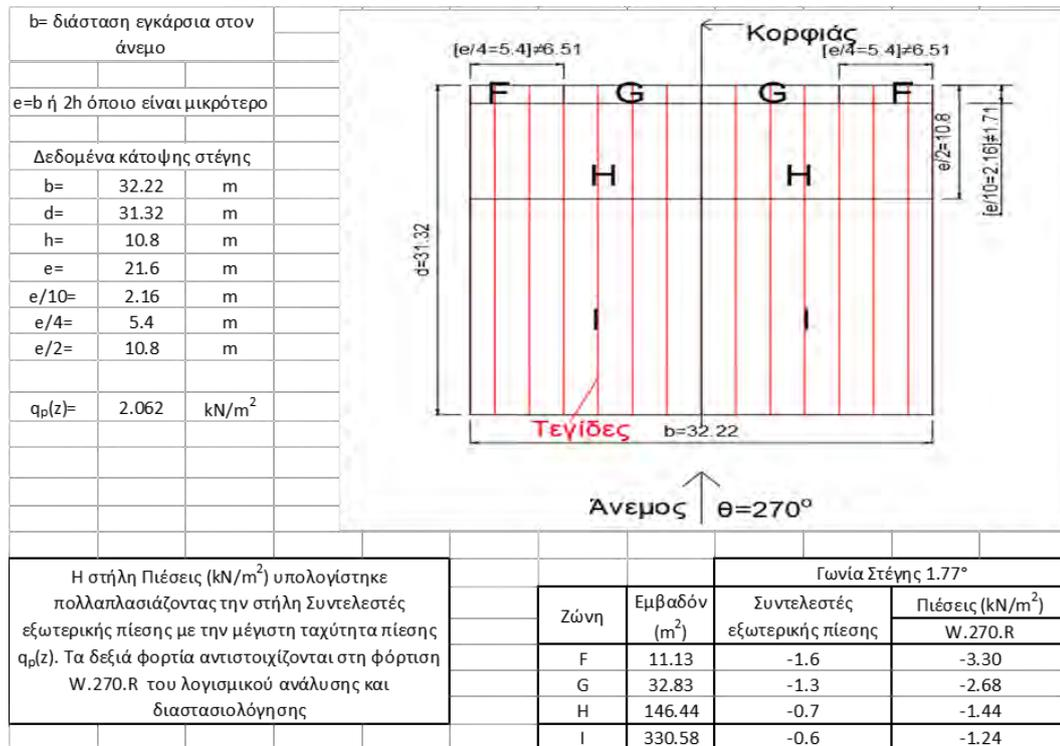 b= διάσταση εγκάρσια στον
άνεμο
e=b ή 2h όποιο είναι μικρότερο
Δεδομένα κάτοψης στέγης
b= 32.22 m
d= 31.32 m
h= 10.8 m
e= 21.6 m
e/10= 2.16 m
e/4= 5.4 m
e/2= 10.8 m
qp(z)= 2.062 kN/m²
Κορφιάς
[e/4=5.4]≠6.51 [e/4=5.4]≠6.51
F G G F
H H
I I
d=31.32
e/2=10.8
[e/10=2.16]≠1.71
Τεγίδες b=32.22
Άνεμος θ=270º
Η στήλη Πιέσεις (kN/m²) υπολογίστηκε
πολλαπλασιάζοντας την στήλη Συντελεστές
εξωτερικής πίεσης με την μέγιστη ταχύτητα πίεσης
qp(z). Τα δεξιά φορτία αντιστοιχίζονται στη φόρτιση
W.270.R του λογισμικού ανάλυσης και
διαστασιολόγησης
Γωνία Στέγης 1.77°
Ζώνη Εμβαδόν (m²) Συντελεστές εξωτερικής πίεσης Πιέσεις (kN/m²)
W.270.R
F 11.13 -1.6 -3.30
G 32.83 -1.3 -2.68
H 146.44 -0.7 -1.44
I 330.58 -0.6 -1.24